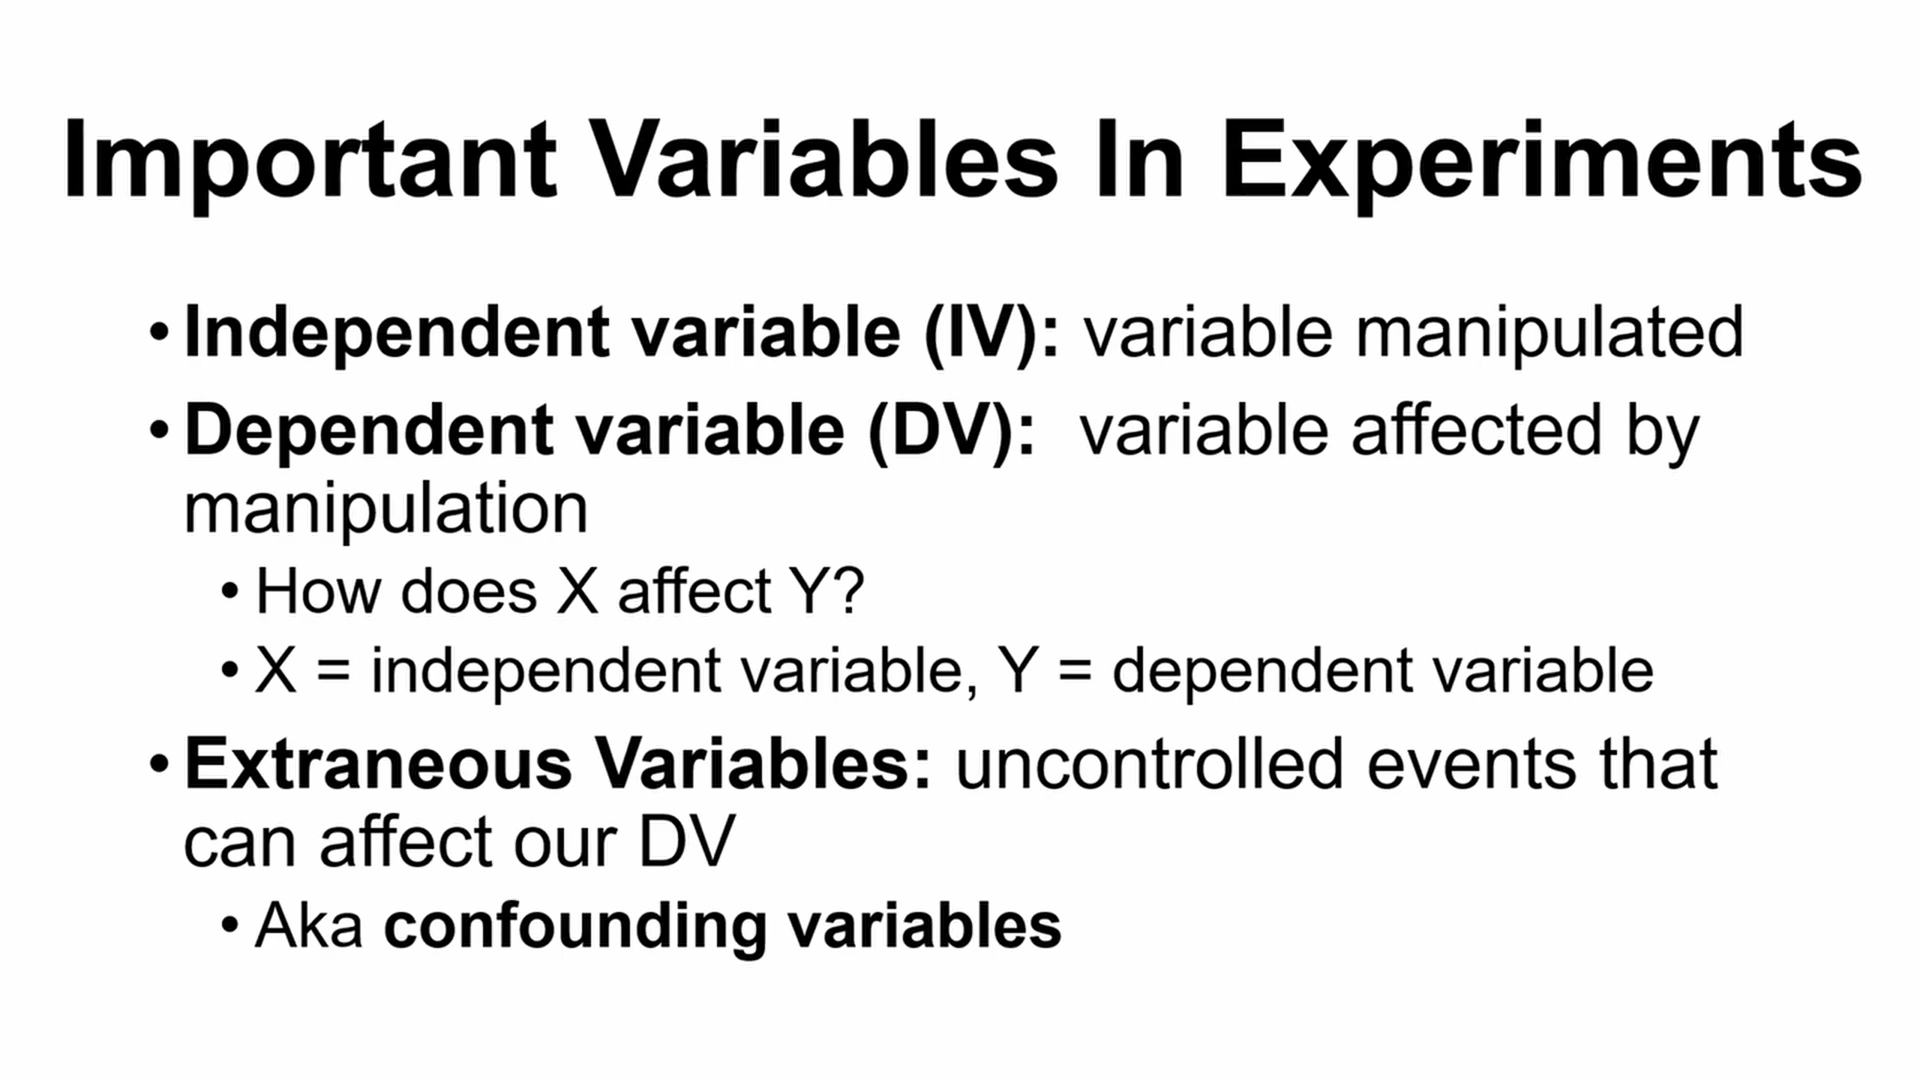 Important Variables In Experiments
• Independent variable (IV): variable manipulated
• Dependent variable (DV):  variable affected by
manipulation
• How does X affect Y?
• X = independent variable, Y = dependent variable
• Extraneous Variables: uncontrolled events that
can affect our DV
• Aka confounding variables